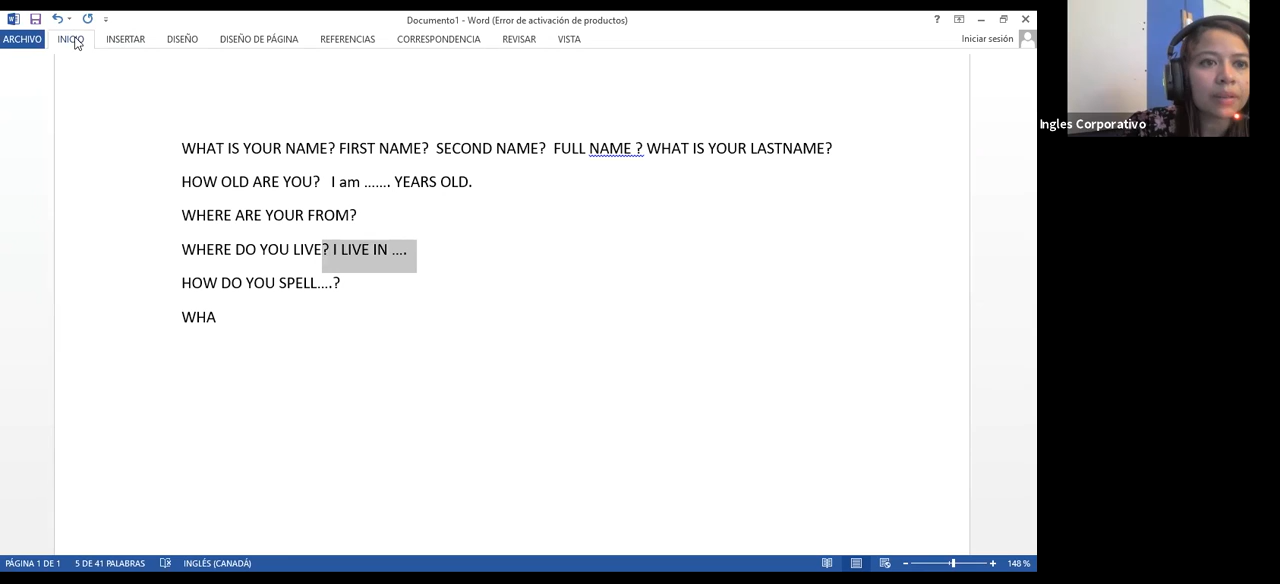 Documento1 - Word (Error de activación de productos)
?
ARCHIVO INICIO INSERTAR DISEÑO DISEÑO DE PÁGINA REFERENCIAS CORRESPONDENCIA REVISAR VISTA Iniciar sesión
Ingles Corporativo
WHAT IS YOUR NAME? FIRST NAME? SECOND NAME? FULL NAME ? WHAT IS YOUR LASTNAME?
HOW OLD ARE YOU? I am ....... YEARS OLD.
WHERE ARE YOUR FROM?
WHERE DO YOU LIVE? I LIVE IN ....
HOW DO YOU SPELL....?
WHA
PÁGINA 1 DE 1 5 DE 41 PALABRAS INGLÉS (CANADÁ) 148 %